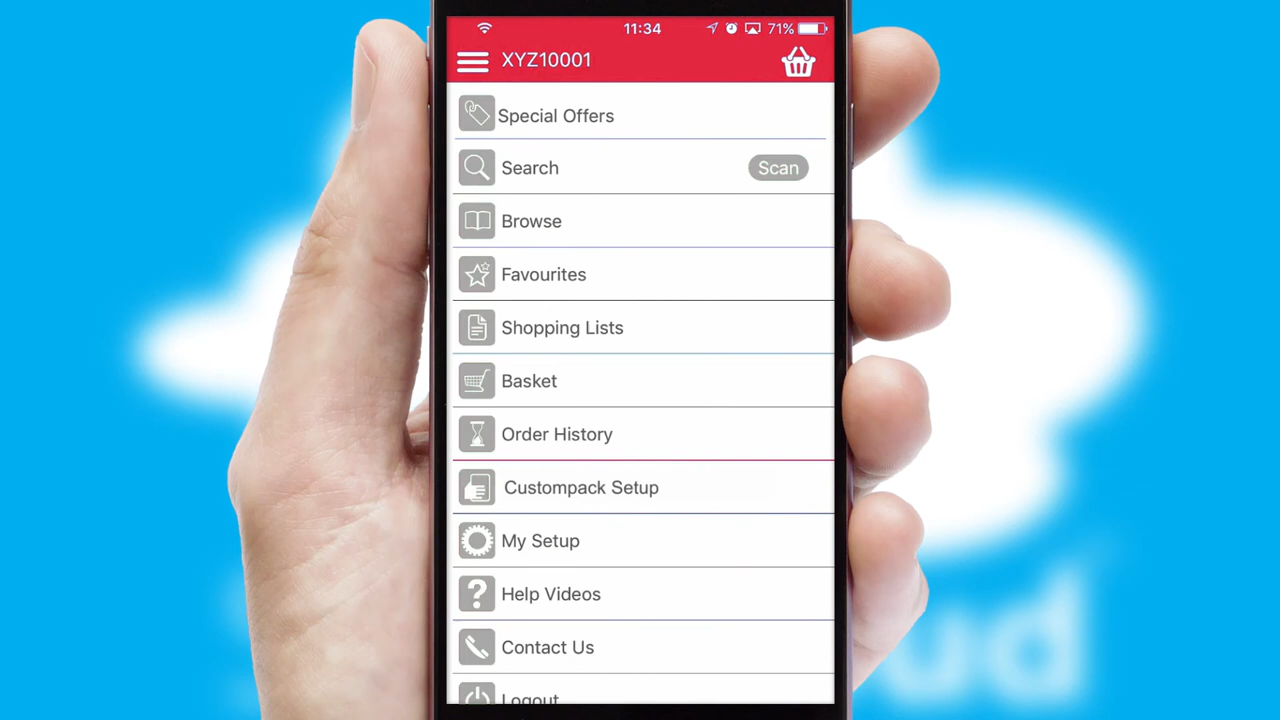 11:34
71%
XYZ10001
Special Offers
Search
Scan
Browse
Favourites
Shopping Lists
Basket
Order History
Custompack Setup
My Setup
Help Videos
Contact Us
Logout